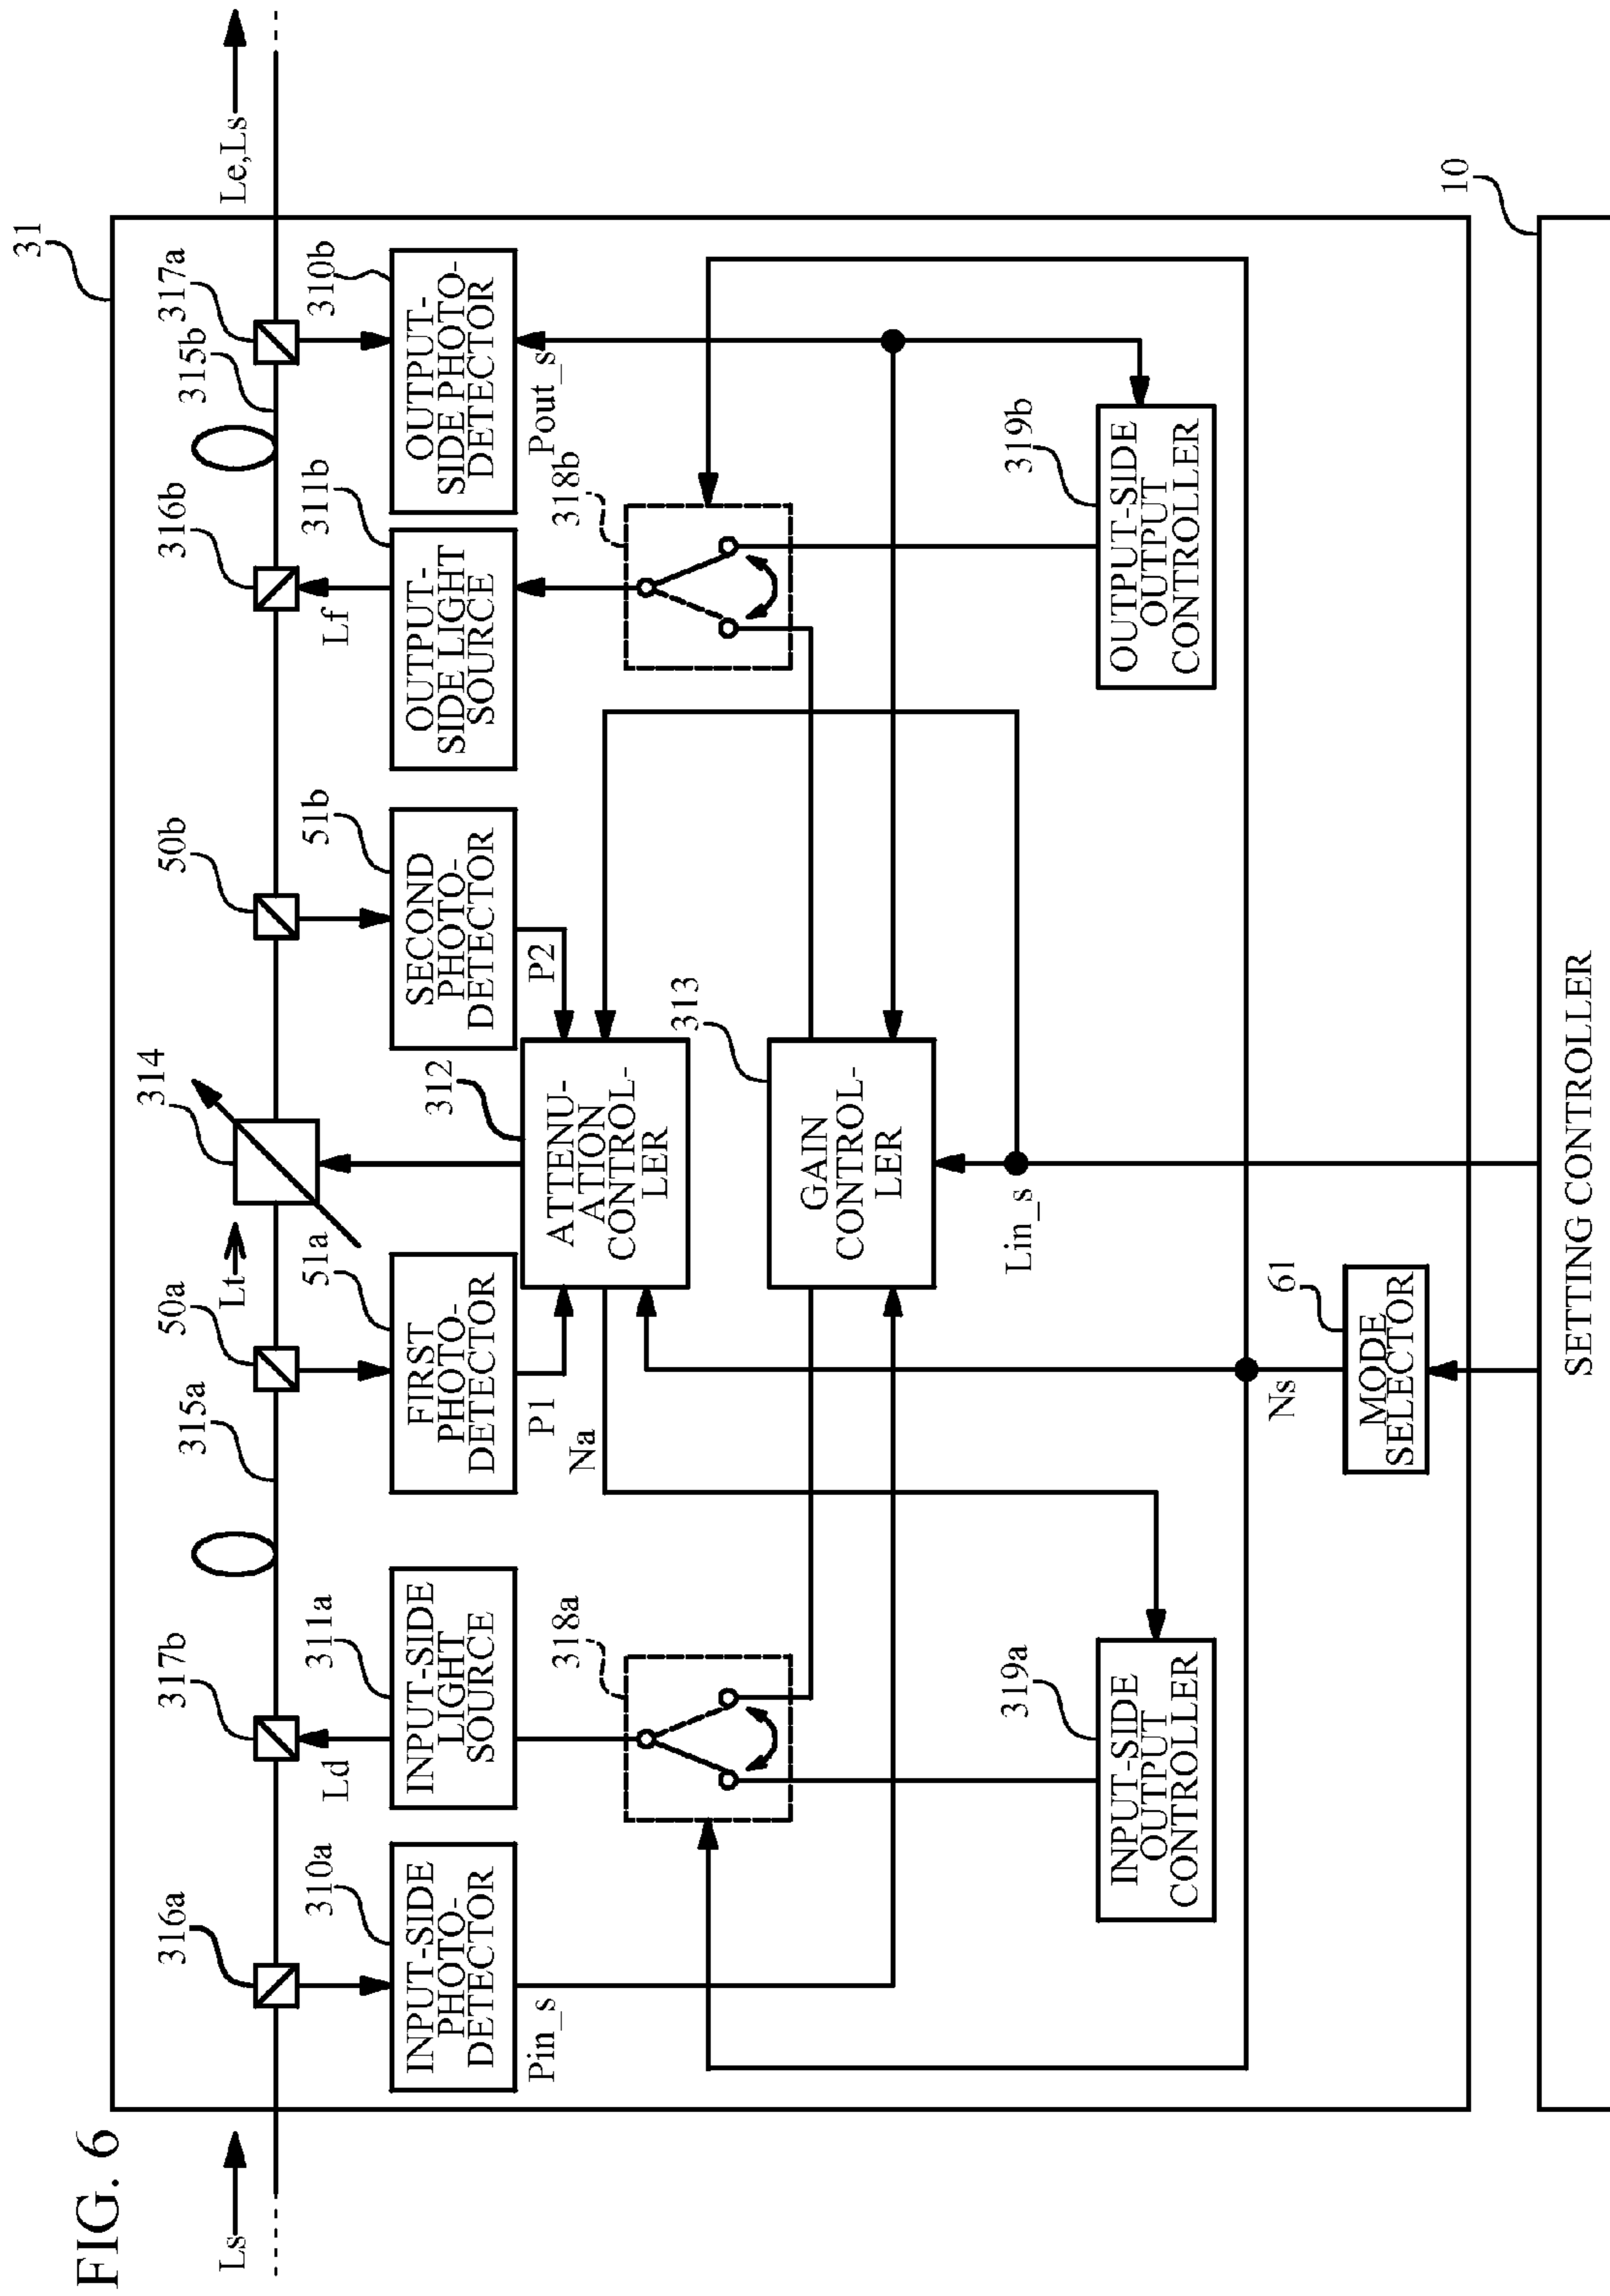 FIG. 6
31
Ls
Le,Ls
316a
317b
315a
50a
Lt
314
50b
316b
315b
317a
310a
INPUT-SIDE
PHOTO-
DETECTOR
Pin_s
Ld
311a
INPUT-SIDE
LIGHT
SOURCE
51a
FIRST
PHOTO-
DETECTOR
P1
Na
312
ATTENU-
ATION
CONTROL-
LER
51b
SECOND
PHOTO-
DETECTOR
P2
Lf
311b
OUTPUT-
SIDE LIGHT
SOURCE
310b
OUTPUT-
SIDE PHOTO-
DETECTOR
Pout_s
318a
313
GAIN
CONTROL-
LER
318b
Lin_s
319a
INPUT-SIDE
OUTPUT
CONTROLLER
319b
OUTPUT-SIDE
OUTPUT
CONTROLLER
Ns
61
MODE
SELECTOR
10
SETTING CONTROLLER